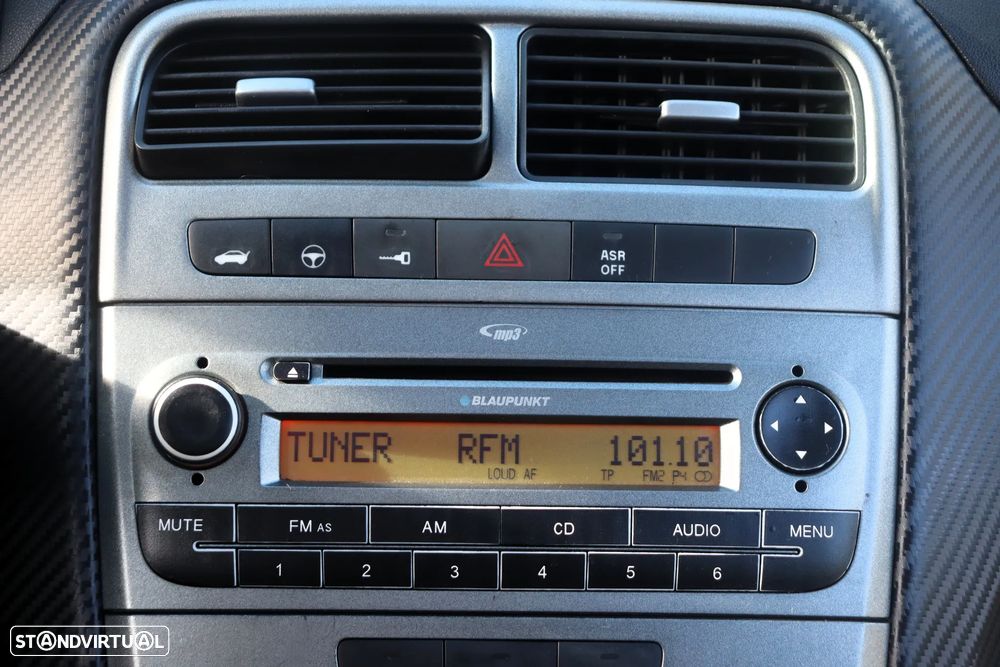 ASR
OFF
mp3
BLAUPUNKT
TUNER RFM 101.10
LOUD AF TP FM2 P4
MUTE FM AS AM CD AUDIO MENU
1 2 3 4 5 6
STANDVIRTUAL